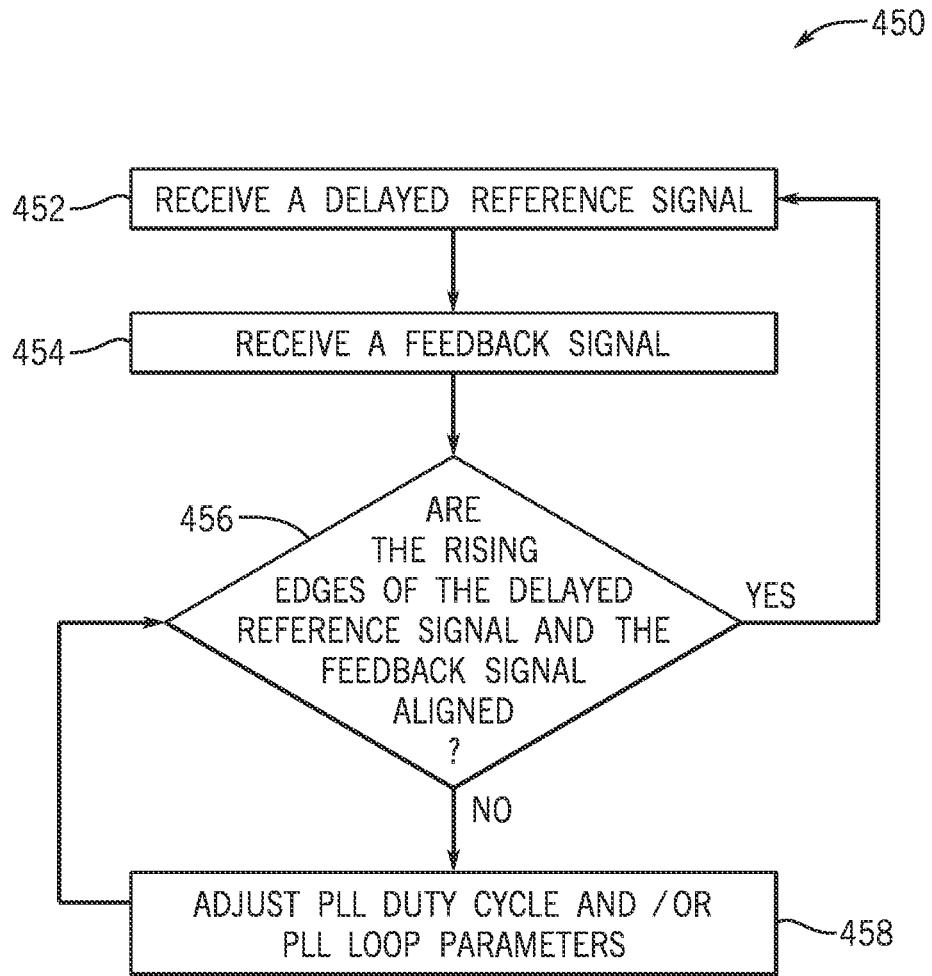 450
452
RECEIVE A DELAYED REFERENCE SIGNAL
454
RECEIVE A FEEDBACK SIGNAL
456
ARE
THE RISING
EDGES OF THE DELAYED
REFERENCE SIGNAL AND THE
FEEDBACK SIGNAL
ALIGNED
?
YES
NO
ADJUST PLL DUTY CYCLE AND /OR
PLL LOOP PARAMETERS
458